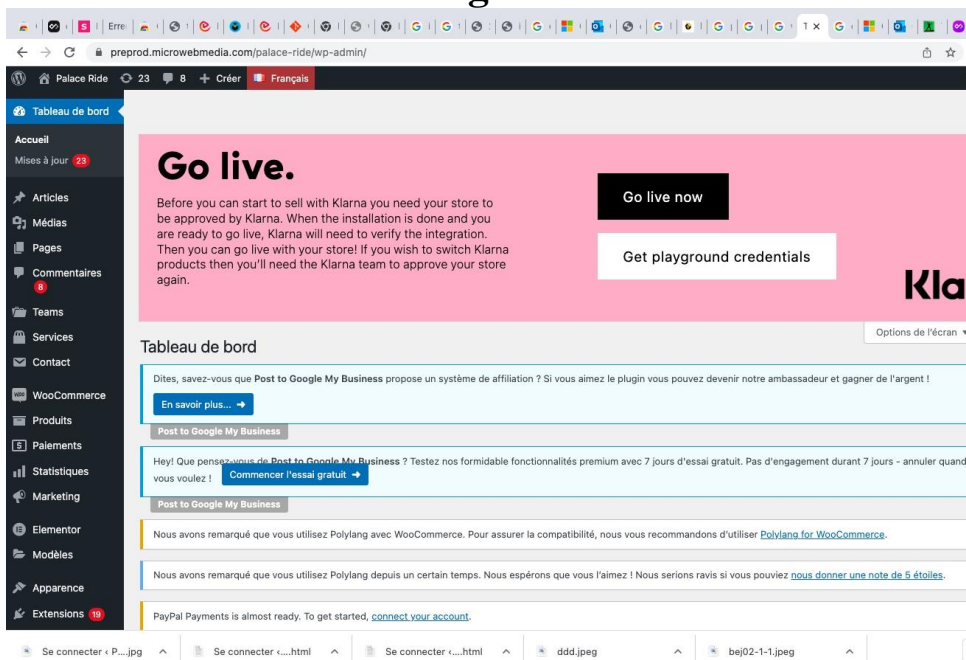 Erre
preprod.microwebmedia.com/palace-ride/wp-admin/
Palace Ride 23 8 + Créer Français
Tableau de bord
Accueil
Mises à jour 23
Articles
Médias
Pages
Commentaires
8
Teams
Services
Contact
WooCommerce
Produits
Paiements
Statistiques
Marketing
Elementor
Modèles
Apparence
Extensions 19
Go live.
Before you can start to sell with Klarna you need your store to
be approved by Klarna. When the installation is done and you
are ready to go live, Klarna will need to verify the integration.
Then you can go live with your store! If you wish to switch Klarna
products then you'll need the Klarna team to approve your store
again.
Go live now
Get playground credentials
Kla
Options de l'écran
Tableau de bord
Dites, savez-vous que Post to Google My Business propose un système de affiliation ? Si vous aimez le plugin vous pouvez devenir notre ambassadeur et gagner de l'argent !
En savoir plus... ➜
Post to Google My Business
Hey! Que pensez-vous de Post to Google My Business ? Testez nos formidable fonctionnalités premium avec 7 jours d'essai gratuit. Pas d'engagement durant 7 jours - annuler quand
vous voulez ! Commencer l'essai gratuit ➜
Post to Google My Business
Nous avons remarqué que vous utilisez Polylang avec WooCommerce. Pour assurer la compatibilité, nous vous recommandons d'utiliser Polylang for WooCommerce.
Nous avons remarqué que vous utilisez Polylang depuis un certain temps. Nous espérons que vous l'aimez ! Nous serions ravis si vous pouviez nous donner une note de 5 étoiles.
PayPal Payments is almost ready. To get started, connect your account.
Se connecter ‹ P....jpg Se connecter ‹....html Se connecter ‹....html ddd.jpeg bej02-1-1.jpeg